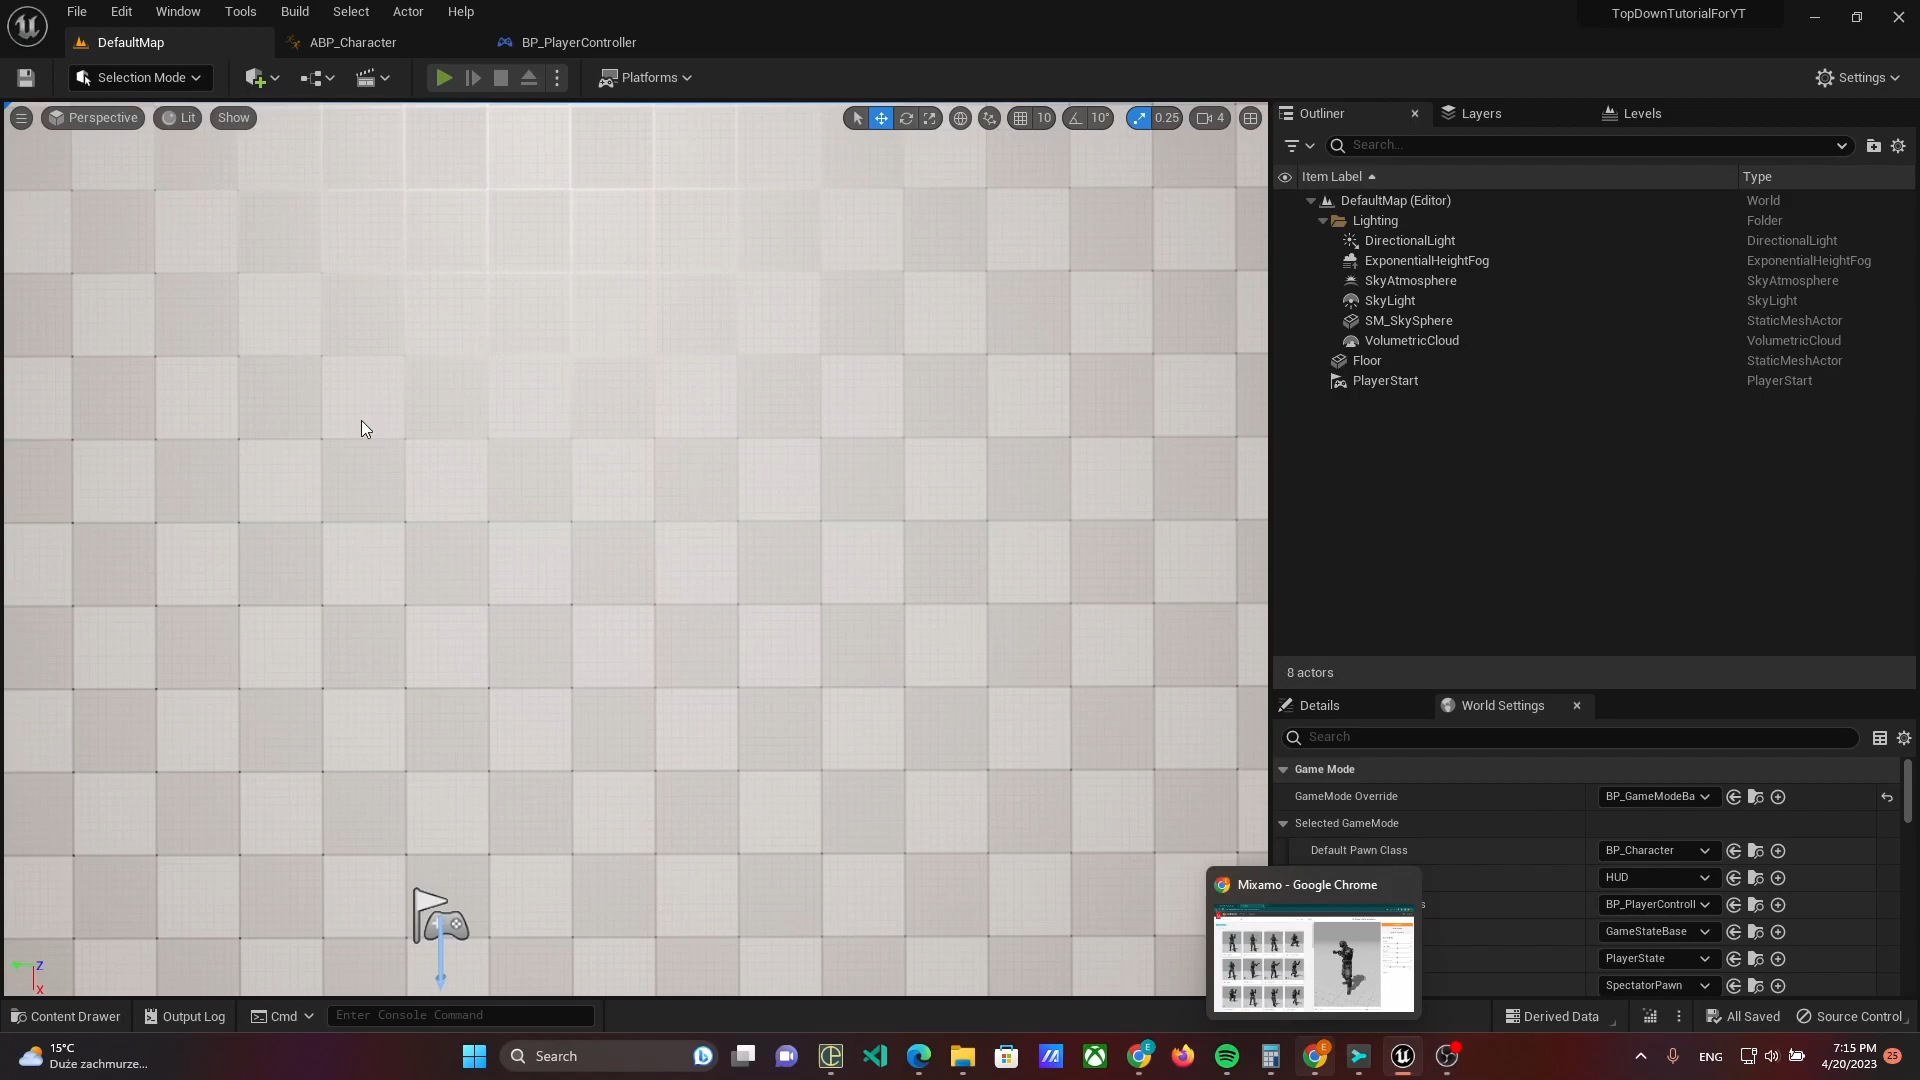 File Edit Window Tools Build Select Actor Help
TopDownTutorialForYT
DefaultMap
ABP_Character
BP_PlayerController
Selection Mode
Platforms
Settings
Perspective
Lit
Show
10
10°
0.25
4
Outliner
Layers
Levels
Search...
Item Label
Type
DefaultMap (Editor)
World
Lighting
Folder
DirectionalLight
DirectionalLight
ExponentialHeightFog
ExponentialHeightFog
SkyAtmosphere
SkyAtmosphere
SkyLight
SkyLight
SM_SkySphere
StaticMeshActor
VolumetricCloud
VolumetricCloud
Floor
StaticMeshActor
PlayerStart
PlayerStart
8 actors
Details
World Settings
Search
Game Mode
GameMode Override
BP_GameModeBa
Selected GameMode
Default Pawn Class
BP_Character
HUD
s
BP_PlayerControll
GameStateBase
PlayerState
SpectatorPawn
Mixamo - Google Chrome
Z
X
Content Drawer
Output Log
Cmd
Enter Console Command
Derived Data
All Saved
Source Control
15°C
Duże zachmurze...
Search
E
E
ENG
7:15 PM
4/20/2023
25